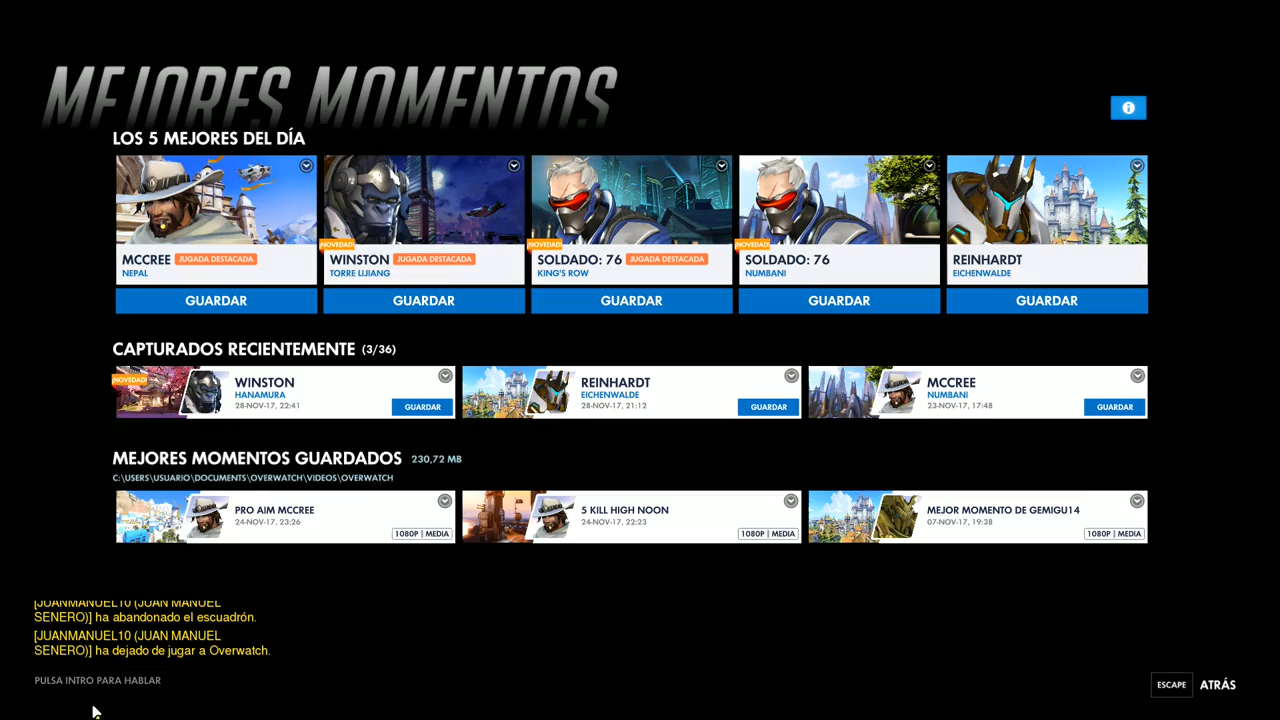 MEJORES MOMENTOS
LOS 5 MEJORES DEL DÍA
MCCREE JUGADA DESTACADA
NEPAL
GUARDAR
¡NOVEDAD!
WINSTON JUGADA DESTACADA
TORRE LIJIANG
GUARDAR
¡NOVEDAD!
SOLDADO: 76 JUGADA DESTACADA
KING'S ROW
GUARDAR
¡NOVEDAD!
SOLDADO: 76
NUMBANI
GUARDAR
REINHARDT
EICHENWALDE
GUARDAR
CAPTURADOS RECIENTEMENTE (3/36)
¡NOVEDAD!
WINSTON
HANAMURA
28-NOV-17, 22:41
GUARDAR
REINHARDT
EICHENWALDE
28-NOV-17, 21:12
GUARDAR
MCCREE
NUMBANI
23-NOV-17, 17:48
GUARDAR
MEJORES MOMENTOS GUARDADOS 230,72 MB
C:\USERS\USUARIO\DOCUMENTS\OVERWATCH\VIDEOS\OVERWATCH
PRO AIM MCCREE
24-NOV-17, 23:26
1080P | MEDIA
5 KILL HIGH NOON
24-NOV-17, 22:23
1080P | MEDIA
MEJOR MOMENTO DE GEMIGU14
07-NOV-17, 19:38
1080P | MEDIA
[JUANMANUEL10 (JUAN MANUEL
SENERO)] ha abandonado el escuadrón.
[JUANMANUEL10 (JUAN MANUEL
SENERO)] ha dejado de jugar a Overwatch.
PULSA INTRO PARA HABLAR
ESCAPE ATRÁS